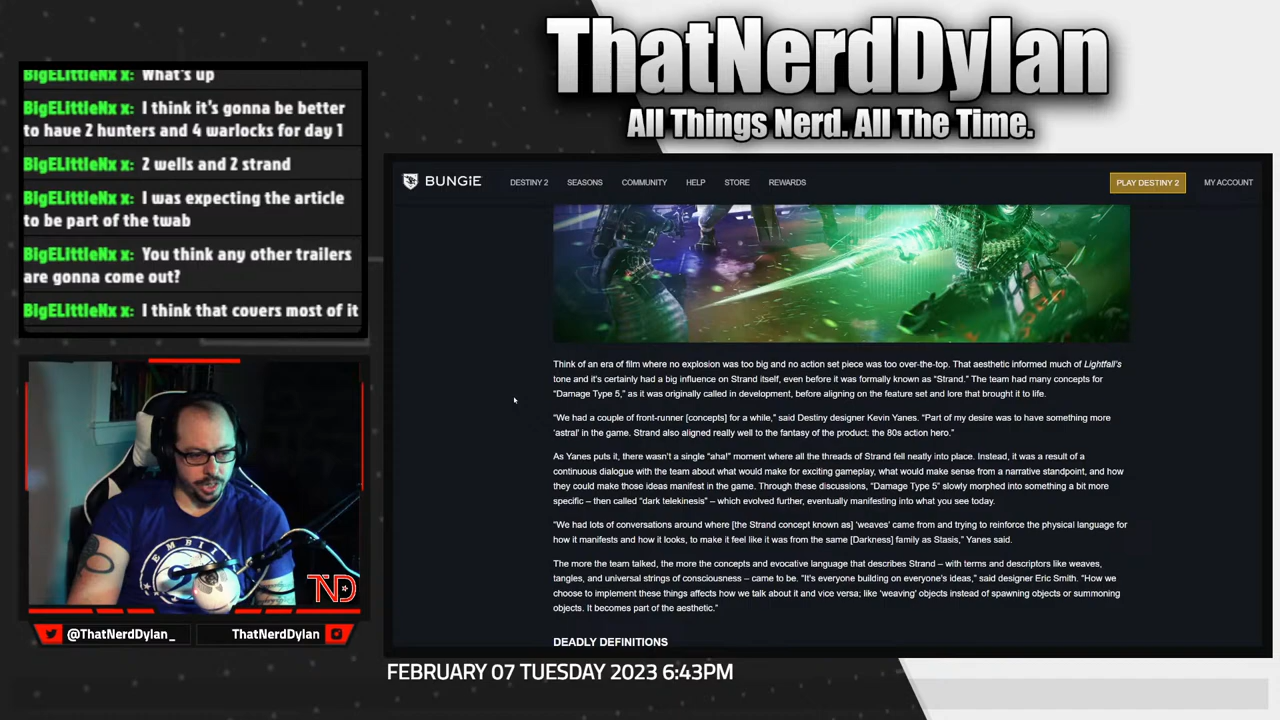 ThatNerdDylan
All Things Nerd. All The Time.
BigELittleNx x: What's up
BigELittleNx x: I think it's gonna be better
to have 2 hunters and 4 warlocks for day 1
BigELittleNx x: 2 wells and 2 strand
BigELittleNx x: I was expecting the article
to be part of the twab
BigELittleNx x: You think any other trailers
are gonna come out?
BigELittleNx x: I think that covers most of it
BUNGiE DESTINY 2 SEASONS COMMUNITY HELP STORE REWARDS PLAY DESTINY 2 MY ACCOUNT
Think of an era of film where no explosion was too big and no action set piece was too over-the-top. That aesthetic informed much of Lightfall's
tone and it's certainly had a big influence on Strand itself, even before it was formally known as "Strand." The team had many concepts for
"Damage Type 5," as it was originally called in development, before aligning on the feature set and lore that brought it to life.
"We had a couple of front-runner [concepts] for a while," said Destiny designer Kevin Yanes. "Part of my desire was to have something more
'astral' in the game. Strand also aligned really well to the fantasy of the product: the 80s action hero."
As Yanes puts it, there wasn't a single "aha!" moment where all the threads of Strand fell neatly into place. Instead, it was a result of a
continuous dialogue with the team about what would make for exciting gameplay, what would make sense from a narrative standpoint, and how
they could make those ideas manifest in the game. Through these discussions, "Damage Type 5" slowly morphed into something a bit more
specific – then called "dark telekinesis" – which evolved further, eventually manifesting into what you see today.
"We had lots of conversations around where [the Strand concept known as] 'weaves' came from and trying to reinforce the physical language for
how it manifests and how it looks, to make it feel like it was from the same [Darkness] family as Stasis," Yanes said.
The more the team talked, the more the concepts and evocative language that describes Strand – with terms and descriptors like weaves,
tangles, and universal strings of consciousness – came to be. "It's everyone building on everyone's ideas," said designer Eric Smith. "How we
choose to implement these things affects how we talk about it and vice versa; like 'weaving' objects instead of spawning objects or summoning
objects. It becomes part of the aesthetic."
DEADLY DEFINITIONS
ND
@ThatNerdDylan_ ThatNerdDylan
FEBRUARY 07 TUESDAY 2023 6:43PM